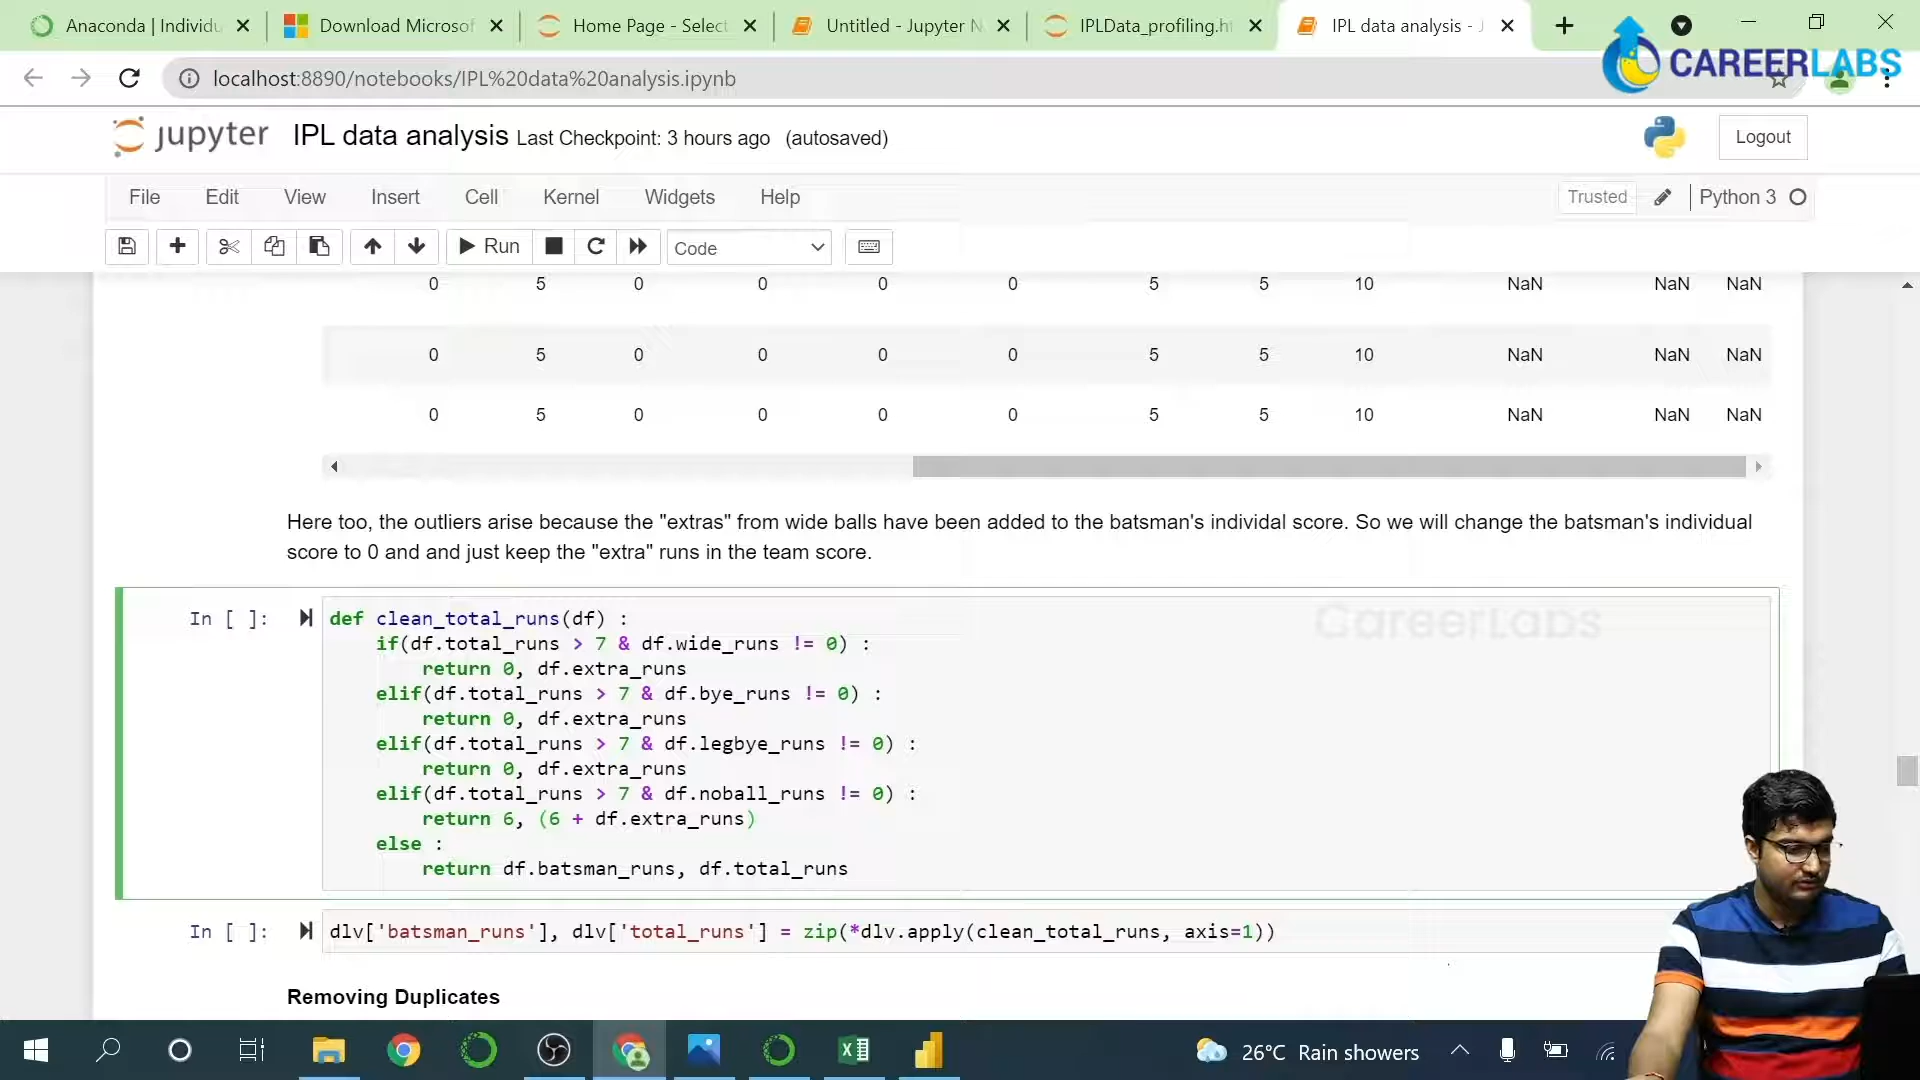 Anaconda | Individu
Download Microsof
Home Page - Select
Untitled - Jupyter N
IPLData_profiling.ht
IPL data analysis - J
CAREERLABS
localhost:8890/notebooks/IPL%20data%20analysis.ipynb
jupyter IPL data analysis Last Checkpoint: 3 hours ago (autosaved)
Logout
File Edit View Insert Cell Kernel Widgets Help
Trusted
Python 3
Run
Code
0 5 0 0 0 0 5 5 10 NaN NaN NaN
0 5 0 0 0 0 5 5 10 NaN NaN NaN
0 5 0 0 0 0 5 5 10 NaN NaN NaN
Here too, the outliers arise because the "extras" from wide balls have been added to the batsman's individal score. So we will change the batsman's individual
score to 0 and and just keep the "extra" runs in the team score.
CareerLabs
In [ ]: def clean_total_runs(df) :
if(df.total_runs > 7 & df.wide_runs != 0) :
return 0, df.extra_runs
elif(df.total_runs > 7 & df.bye_runs != 0) :
return 0, df.extra_runs
elif(df.total_runs > 7 & df.legbye_runs != 0) :
return 0, df.extra_runs
elif(df.total_runs > 7 & df.noball_runs != 0) :
return 6, (6 + df.extra_runs)
else :
return df.batsman_runs, df.total_runs
In [ ]: dlv['batsman_runs'], dlv['total_runs'] = zip(*dlv.apply(clean_total_runs, axis=1))
Removing Duplicates
26°C Rain showers